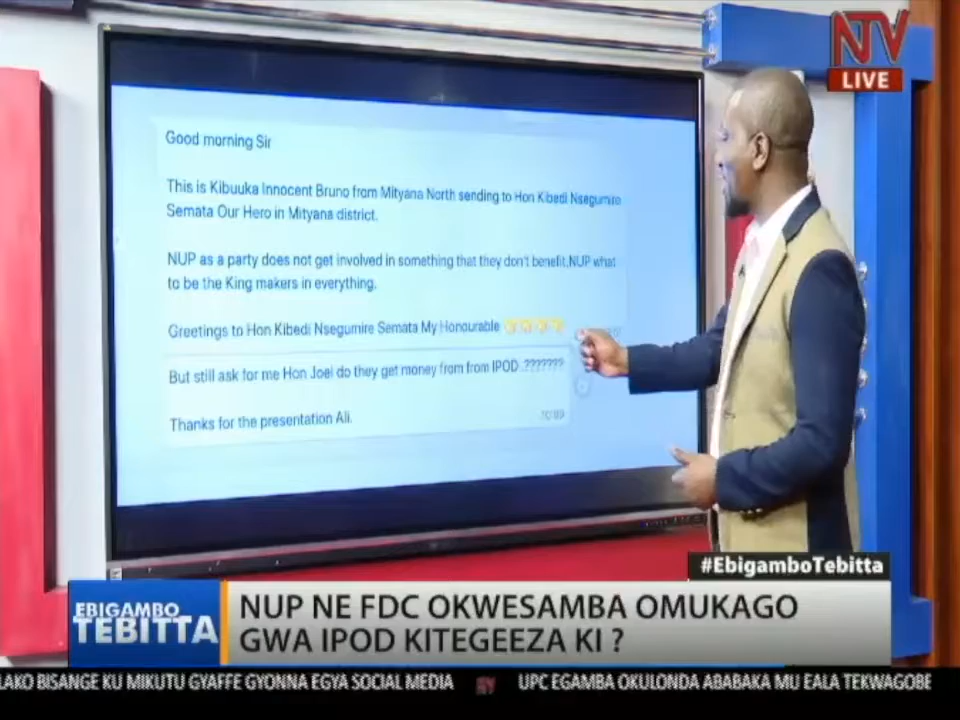 NTV
LIVE
Good morning Sir
This is Kibuuka Innocent Bruno from Mityana North sending to Hon Kibedi Nsegumire
Semata Our Hero in Mityana district.
NUP as a party does not get involved in something that they don't benefit,NUP what
to be the King makers in everything.
Greetings to Hon Kibedi Nsegumire Semata My Honourable
But still ask for me Hon Joel do they get money from from IPOD .???????
Thanks for the presentation Ali.
#EbigamboTebitta
EBIGAMBO
TEBITTA
NUP NE FDC OKWESAMBA OMUKAGO
GWA IPOD KITEGEEZA KI ?
LAKO BISANGE KU MIKUTU GYAFFE GYONNA EGYA SOCIAL MEDIA UPC EGAMBA OKULONDA ABABAKA MU EALA TEKWAGOBE